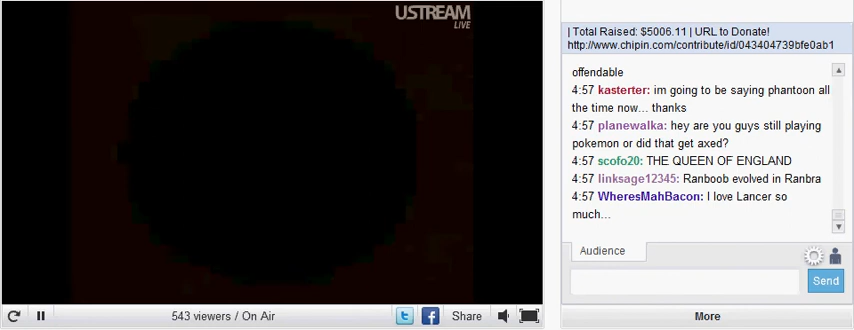 USTREAM
LIVE
543 viewers / On Air
Share
| Total Raised: $5006.11 | URL to Donate!
http://www.chipin.com/contribute/id/043404739bfe0ab1
offendable
4:57 kasterter: im going to be saying phantoon all
the time now... thanks
4:57 planewalka: hey are you guys still playing
pokemon or did that get axed?
4:57 scofo20: THE QUEEN OF ENGLAND
4:57 linksage12345: Ranboob evolved in Ranbra
4:57 WheresMahBacon: I love Lancer so
much...
Audience
Send
More